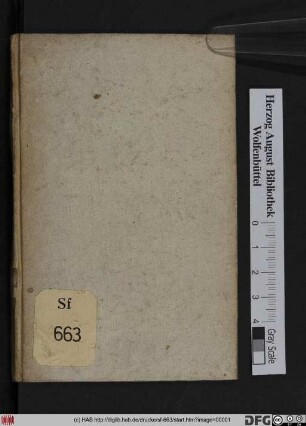 Herzog August Bibliothek
Wolfenbüttel
0
1
2
3
4
Gray Scale
Sf
663
(c) HAB http://diglib.hab.de/drucke/sf-663/start.htm?image=00001
DFG